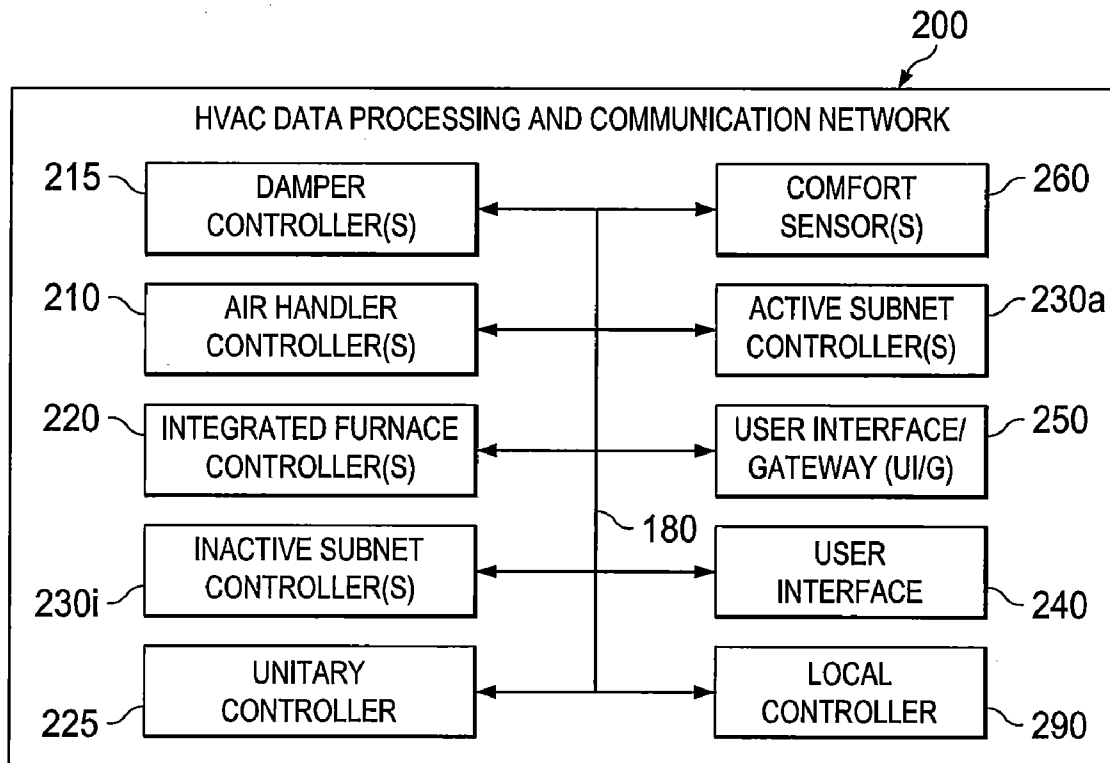 200
HVAC DATA PROCESSING AND COMMUNICATION NETWORK
215
DAMPER
CONTROLLER(S)
COMFORT
SENSOR(S)
260
210
AIR HANDLER
CONTROLLER(S)
ACTIVE SUBNET
CONTROLLER(S)
230a
220
INTEGRATED FURNACE
CONTROLLER(S)
USER INTERFACE/
GATEWAY (UI/G)
250
180
INACTIVE SUBNET
CONTROLLER(S)
230i
USER
INTERFACE
240
UNITARY
CONTROLLER
225
LOCAL
CONTROLLER
290